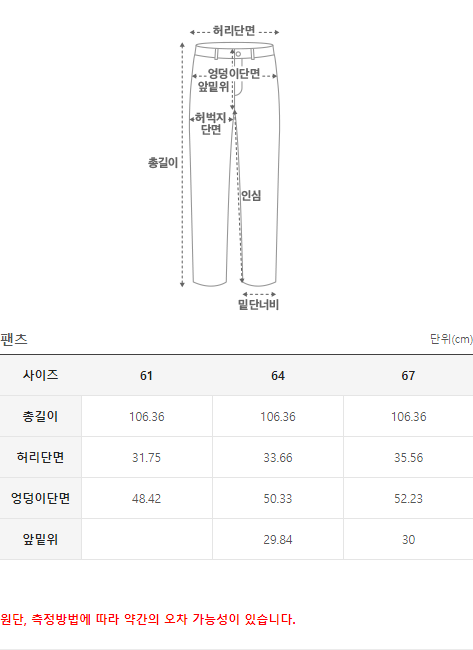 허리단면
엉덩이단면
앞밑위
허벅지
단면
총길이
인심
밑단너비
팬츠 단위(cm)
사이즈 61 64 67
총길이 106.36 106.36 106.36
허리단면 31.75 33.66 35.56
엉덩이단면 48.42 50.33 52.23
앞밑위 29.84 30
원단, 측정방법에 따라 약간의 오차 가능성이 있습니다.